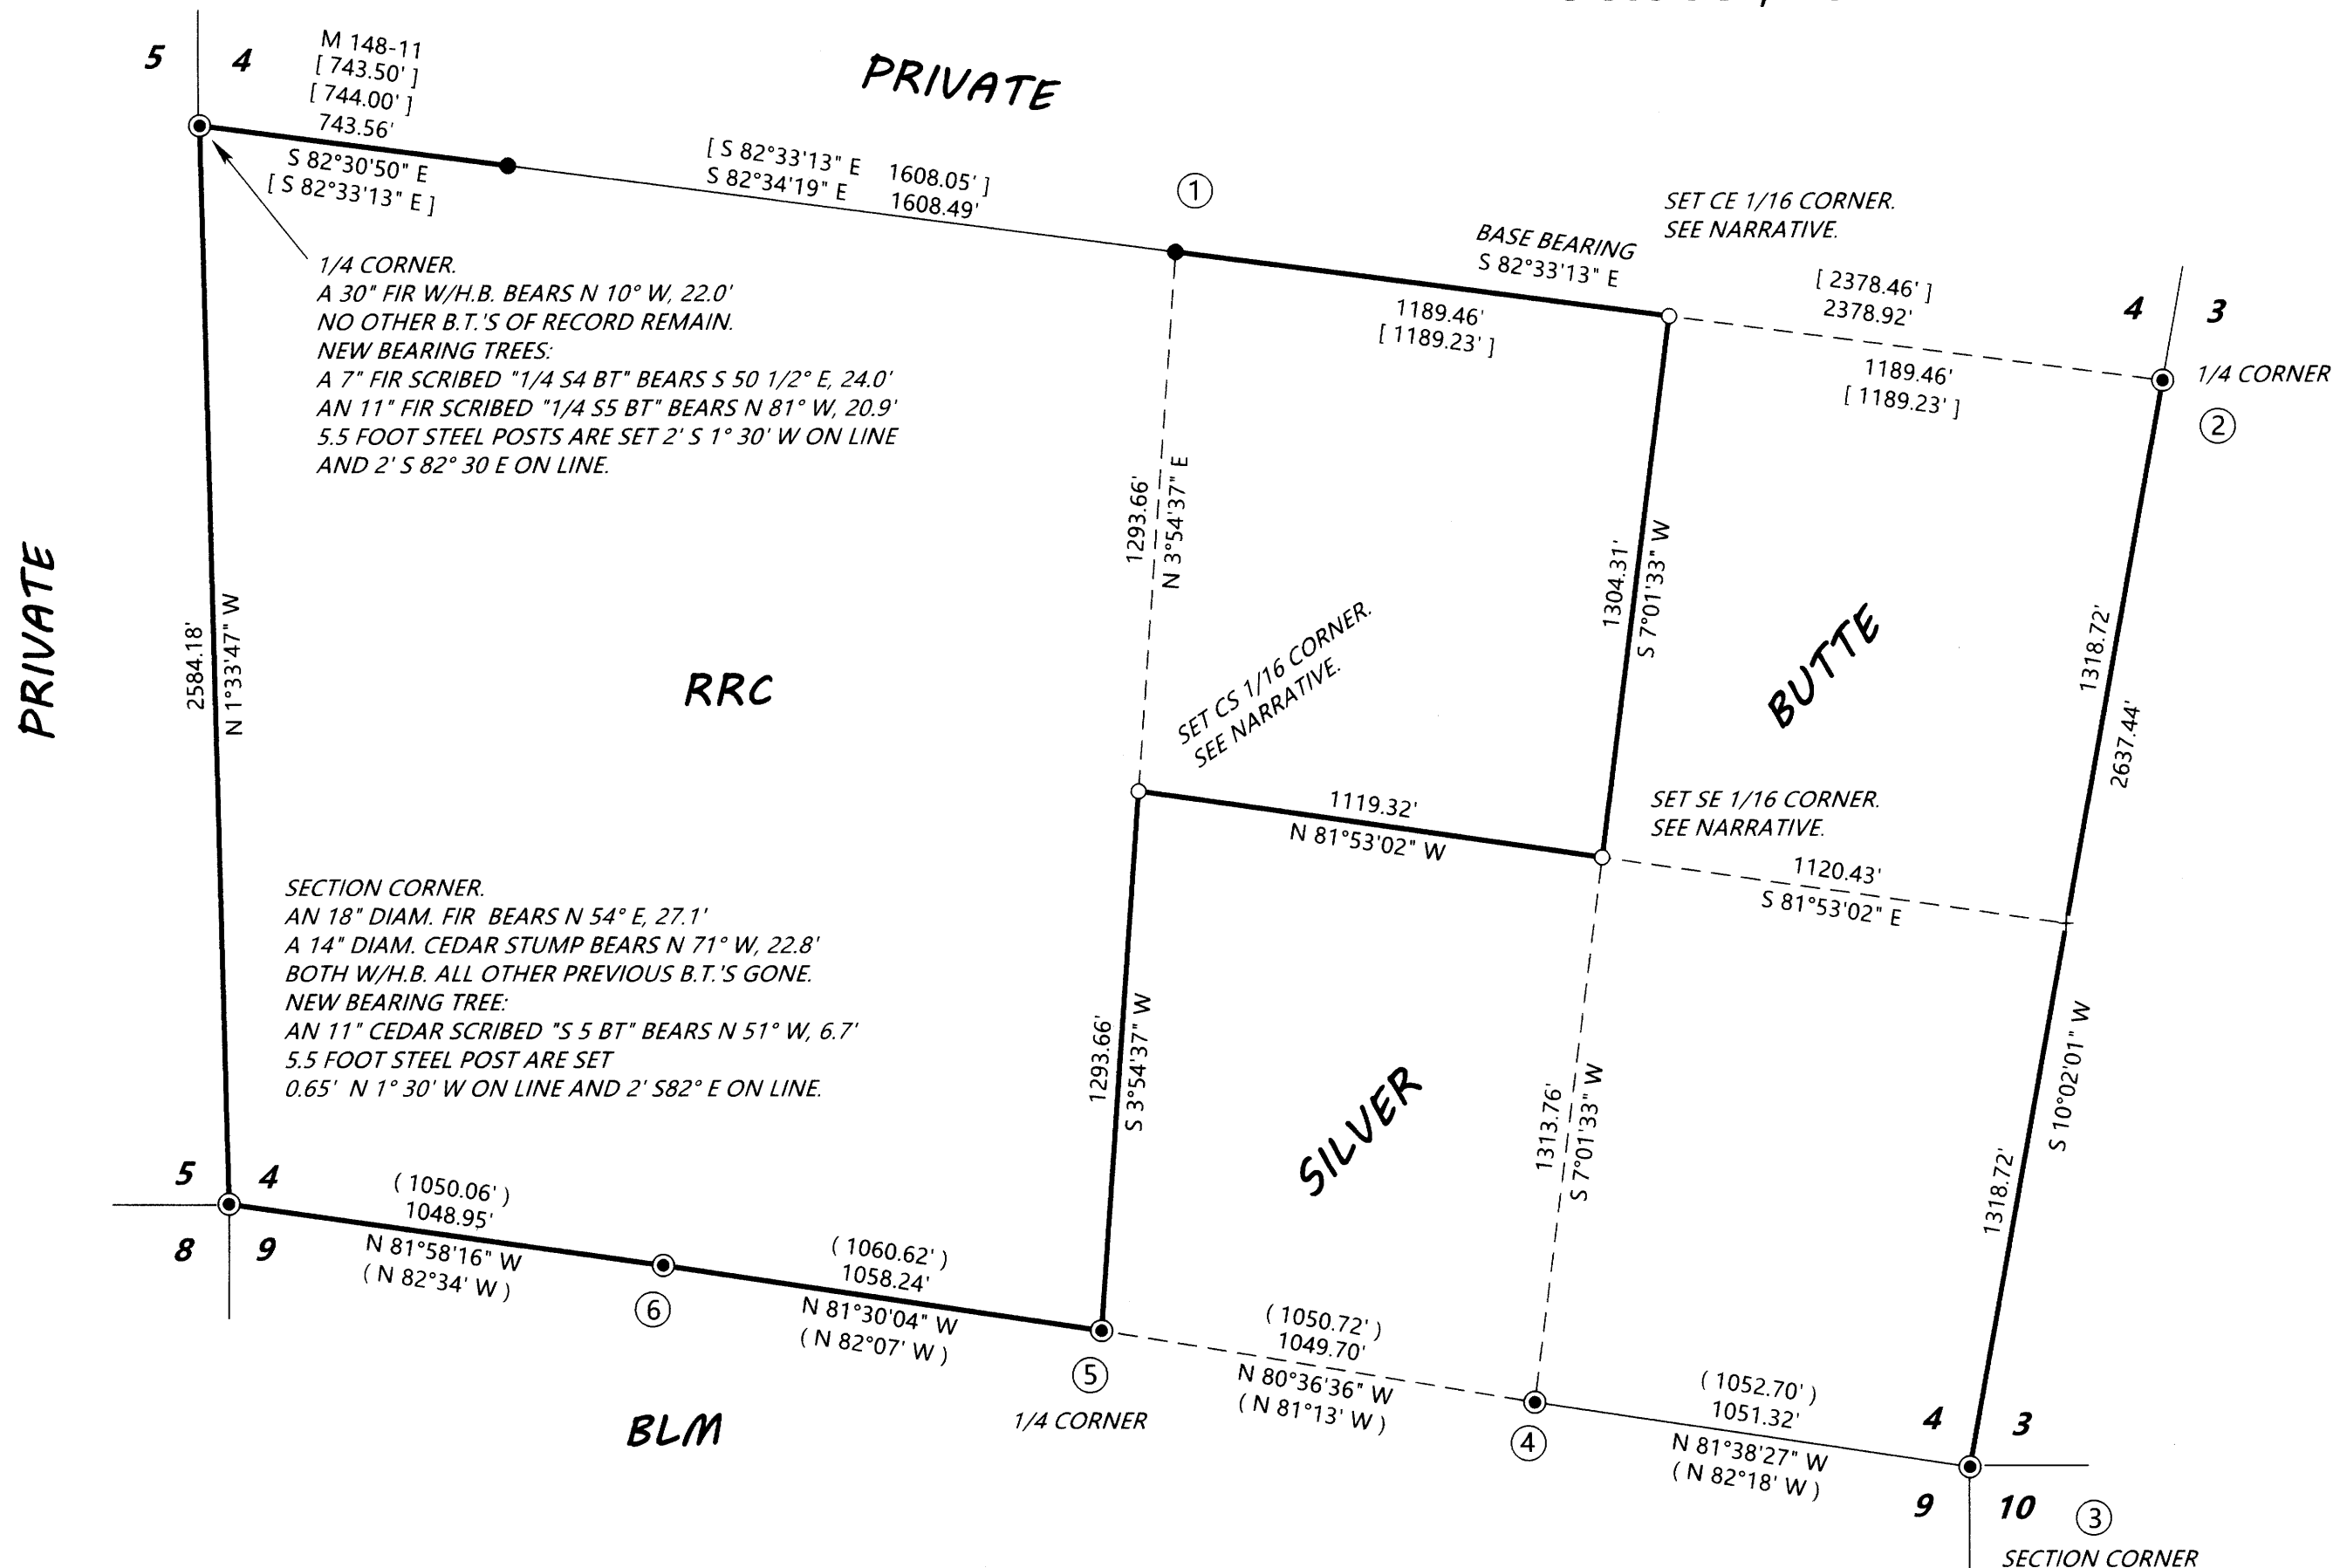 5 4
M 148-11
[ 743.50' ]
[ 744.00' ]
743.56'
S 82°30'50" E
[ S 82°33'13" E ]
PRIVATE
[ S 82°33'13" E 1608.05' ]
S 82°34'19" E 1608.49'
1
BASE BEARING
S 82°33'13" E
1189.46'
[ 1189.23' ]
SET CE 1/16 CORNER.
SEE NARRATIVE.
[ 2378.46' ]
2378.92'
1189.46'
[ 1189.23' ]
4 3
1/4 CORNER
2
1/4 CORNER.
A 30" FIR W/H.B. BEARS N 10° W, 22.0'
NO OTHER B.T.'S OF RECORD REMAIN.
NEW BEARING TREES:
A 7" FIR SCRIBED "1/4 S4 BT" BEARS S 50 1/2° E, 24.0'
AN 11" FIR SCRIBED "1/4 S5 BT" BEARS N 81° W, 20.9'
5.5 FOOT STEEL POSTS ARE SET 2' S 1° 30' W ON LINE
AND 2' S 82° 30 E ON LINE.
PRIVATE
2584.18'
N 1°33'47" W
RRC
1293.66'
N 3°54'37" E
SET CS 1/16 CORNER.
SEE NARRATIVE.
1304.31'
S 7°01'33" W
BUTTE
1318.72'
2637.44'
1119.32'
N 81°53'02" W
SET SE 1/16 CORNER.
SEE NARRATIVE.
1120.43'
S 81°53'02" E
SECTION CORNER.
AN 18" DIAM. FIR BEARS N 54° E, 27.1'
A 14" DIAM. CEDAR STUMP BEARS N 71° W, 22.8'
BOTH W/H.B. ALL OTHER PREVIOUS B.T.'S GONE.
NEW BEARING TREE:
AN 11" CEDAR SCRIBED "S 5 BT" BEARS N 51° W, 6.7'
5.5 FOOT STEEL POST ARE SET
0.65' N 1° 30' W ON LINE AND 2' S82° E ON LINE.
1293.66'
S 3°54'37" W
SILVER
1313.76'
S 7°01'33" W
1318.72'
S 10°02'01" W
5 4
8 9
( 1050.06' )
1048.95'
N 81°58'16" W
( N 82°34' W )
6
( 1060.62' )
1058.24'
N 81°30'04" W
( N 82°07' W )
5
1/4 CORNER
BLM
( 1050.72' )
1049.70'
N 80°36'36" W
( N 81°13' W )
4
( 1052.70' )
1051.32'
N 81°38'27" W
( N 82°18' W )
4 3
9 10
3
SECTION CORNER